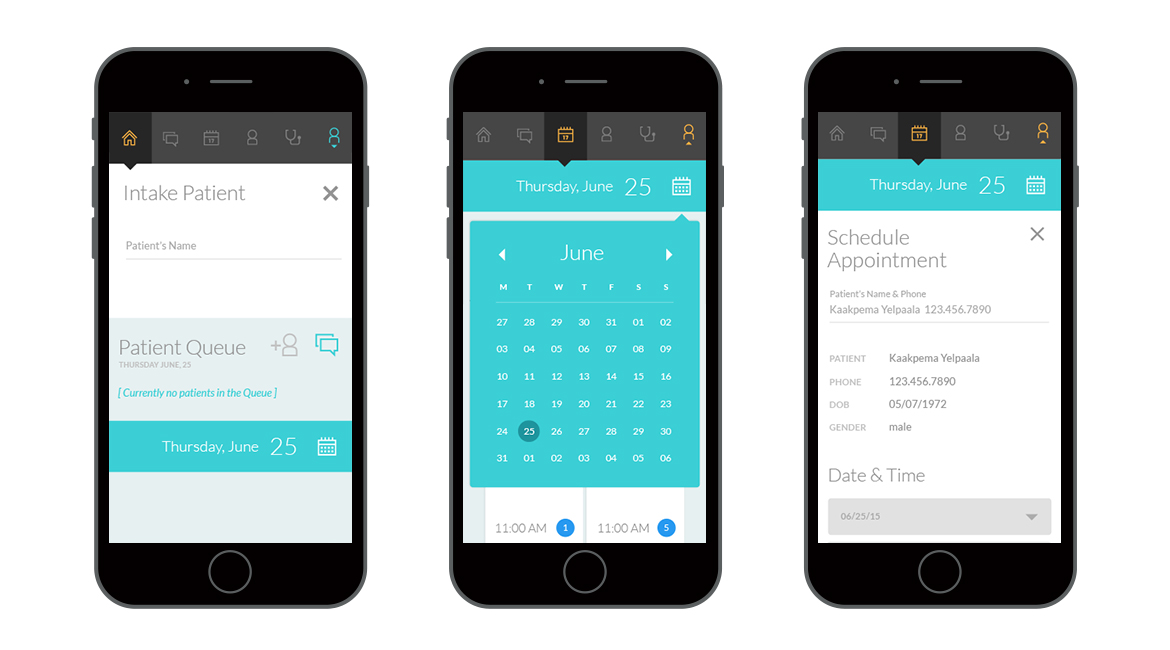 Intake Patient
Patient's Name
Patient Queue
THURSDAY JUNE, 25
[ Currently no patients in the Queue ]
Thursday, June 25
17
Thursday, June 25
June
M T W T F S S
27 28 29 30 31 01 02
03 04 05 06 07 08 09
10 11 12 13 14 15 16
17 18 19 20 21 22 23
24 25 26 27 28 29 30
31 01 02 03 04 05 06
11:00 AM 1 11:00 AM 5
17
Thursday, June 25
Schedule
Appointment
Patient's Name & Phone
Kaakpema Yelpaala 123.456.7890
PATIENT Kaakpema Yelpaala
PHONE 123.456.7890
DOB 05/07/1972
GENDER male
Date & Time
06/25/15